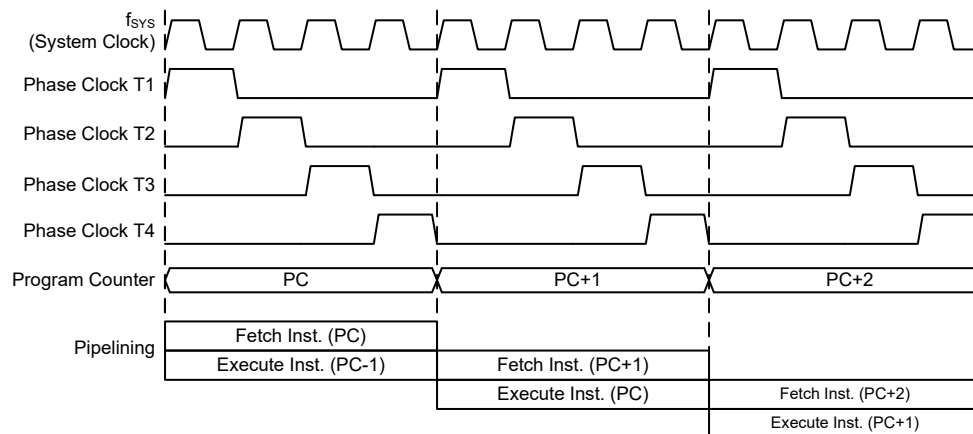 fSYS
(System Clock)
Phase Clock T1
Phase Clock T2
Phase Clock T3
Phase Clock T4
Program Counter PC PC+1 PC+2
Pipelining
Fetch Inst. (PC)
Execute Inst. (PC-1) Fetch Inst. (PC+1)
Execute Inst. (PC) Fetch Inst. (PC+2)
Execute Inst. (PC+1)